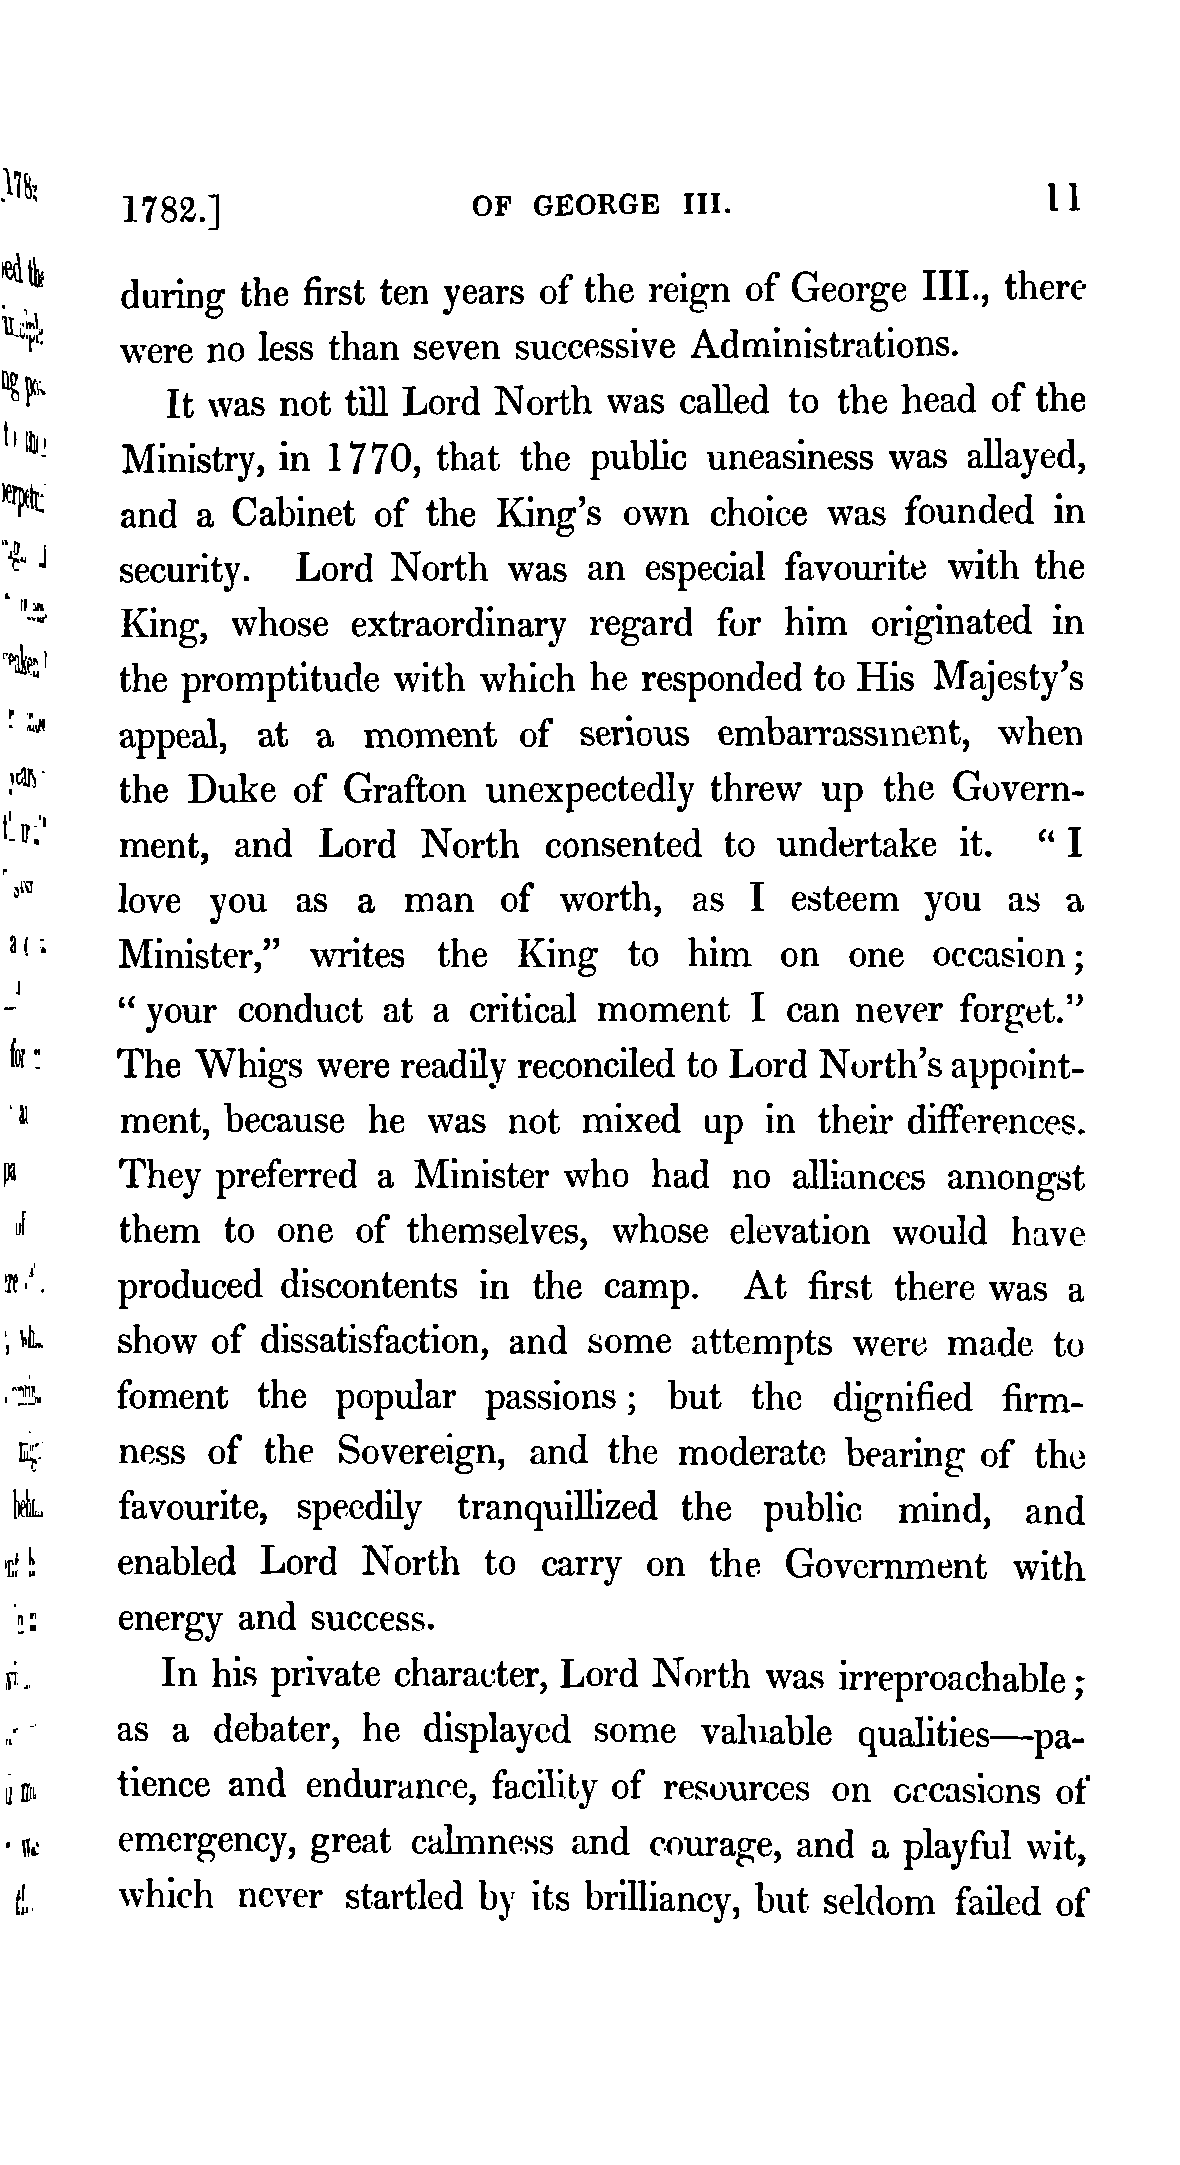 1782.] OF GEORGE III. 11
during the first ten years of the reign of George III., there
were no less than seven successive Administrations.
It was not till Lord North was called to the head of the
Ministry, in 1770, that the public uneasiness was allayed,
and a Cabinet of the King's own choice was founded in
security. Lord North was an especial favourite with the
King, whose extraordinary regard for him originated in
the promptitude with which he responded to His Majesty's
appeal, at a moment of serious embarrassment, when
the Duke of Grafton unexpectedly threw up the Govern-
ment, and Lord North consented to undertake it. “I
love you as a man of worth, as I esteem you as a
Minister,” writes the King to him on one occasion;
“your conduct at a critical moment I can never forget.”
The Whigs were readily reconciled to Lord North's appoint-
ment, because he was not mixed up in their differences.
They preferred a Minister who had no alliances amongst
them to one of themselves, whose elevation would have
produced discontents in the camp. At first there was a
show of dissatisfaction, and some attempts were made to
foment the popular passions; but the dignified firm-
ness of the Sovereign, and the moderate bearing of the
favourite, speedily tranquillized the public mind, and
enabled Lord North to carry on the Government with
energy and success.
In his private character, Lord North was irreproachable;
as a debater, he displayed some valuable qualities—pa-
tience and endurance, facility of resources on occasions of
emergency, great calmness and courage, and a playful wit,
which never startled by its brilliancy, but seldom failed of